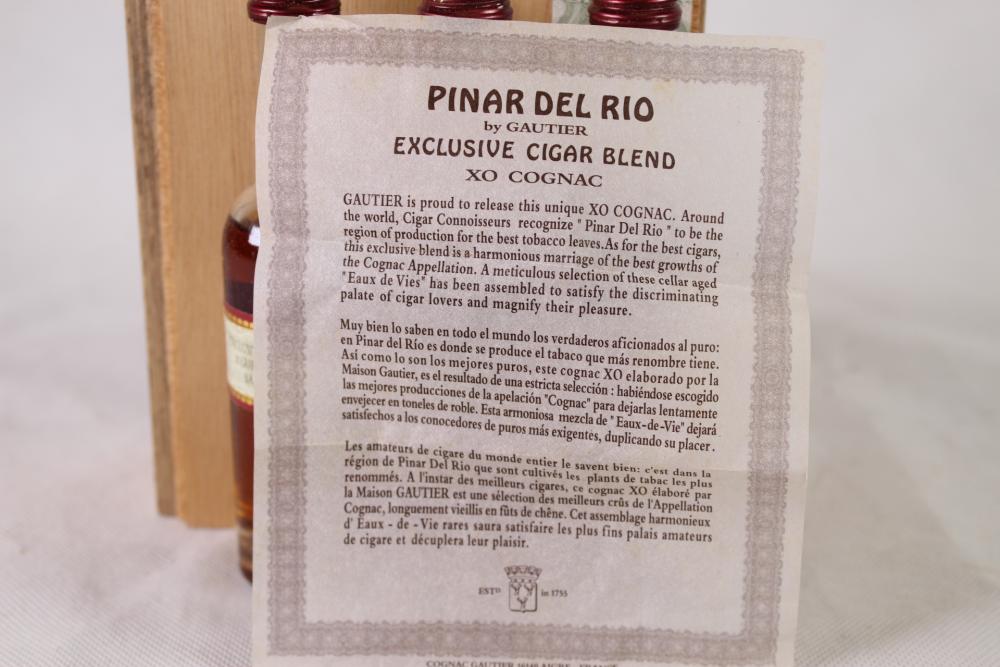 PINAR DEL RIO
by GAUTIER
EXCLUSIVE CIGAR BLEND
XO COGNAC
GAUTIER is proud to release this unique XO COGNAC. Around
the world, Cigar Connoisseurs recognize " Pinar Del Rio " to be the
region of production for the best tobacco leaves.As for the best cigars,
this exclusive blend is a harmonious marriage of the best growths of
the Cognac Appellation. A meticulous selection of these cellar aged
"Eaux de Vies" has been assembled to satisfy the discriminating
palate of cigar lovers and magnify their pleasure.
Muy bien lo saben en todo el mundo los verdaderos aficionados al puro:
en Pinar del Río es donde se produce el tabaco que más renombre tiene.
Asi como lo son los mejores puros, este cognac XO elaborado por la
Maison Gautier, es el resultado de una estricta selección : habiéndose escogido
las mejores producciones de la apelación "Cognac" para dejarlas lentamente
envejecer en toneles de roble. Esta armoniosa mezcla de " Eaux-de-Vie" dejará
satisfechos a los conocedores de puros más exigentes, duplicando su placer.
Les amateurs de cigare du monde entier le savent bien: c'est dans la
région de Pinar Del Rio que sont cultivés les plants de tabac les plus
renommés. A l'instar des meilleurs cigares, ce cognac XO élaboré par
la Maison GAUTIER est une sélection des meilleurs crûs de l'Appellation
Cognac, longuement vieillis en fûts de chêne. Cet assemblage harmonieux
d' Eaux - de - Vie rares saura satisfaire les plus fins palais amateurs
de cigare et décuplera leur plaisir.
ESTD in 1755
COGNAC GAUTIER 16140 AIGRE - FRANCE